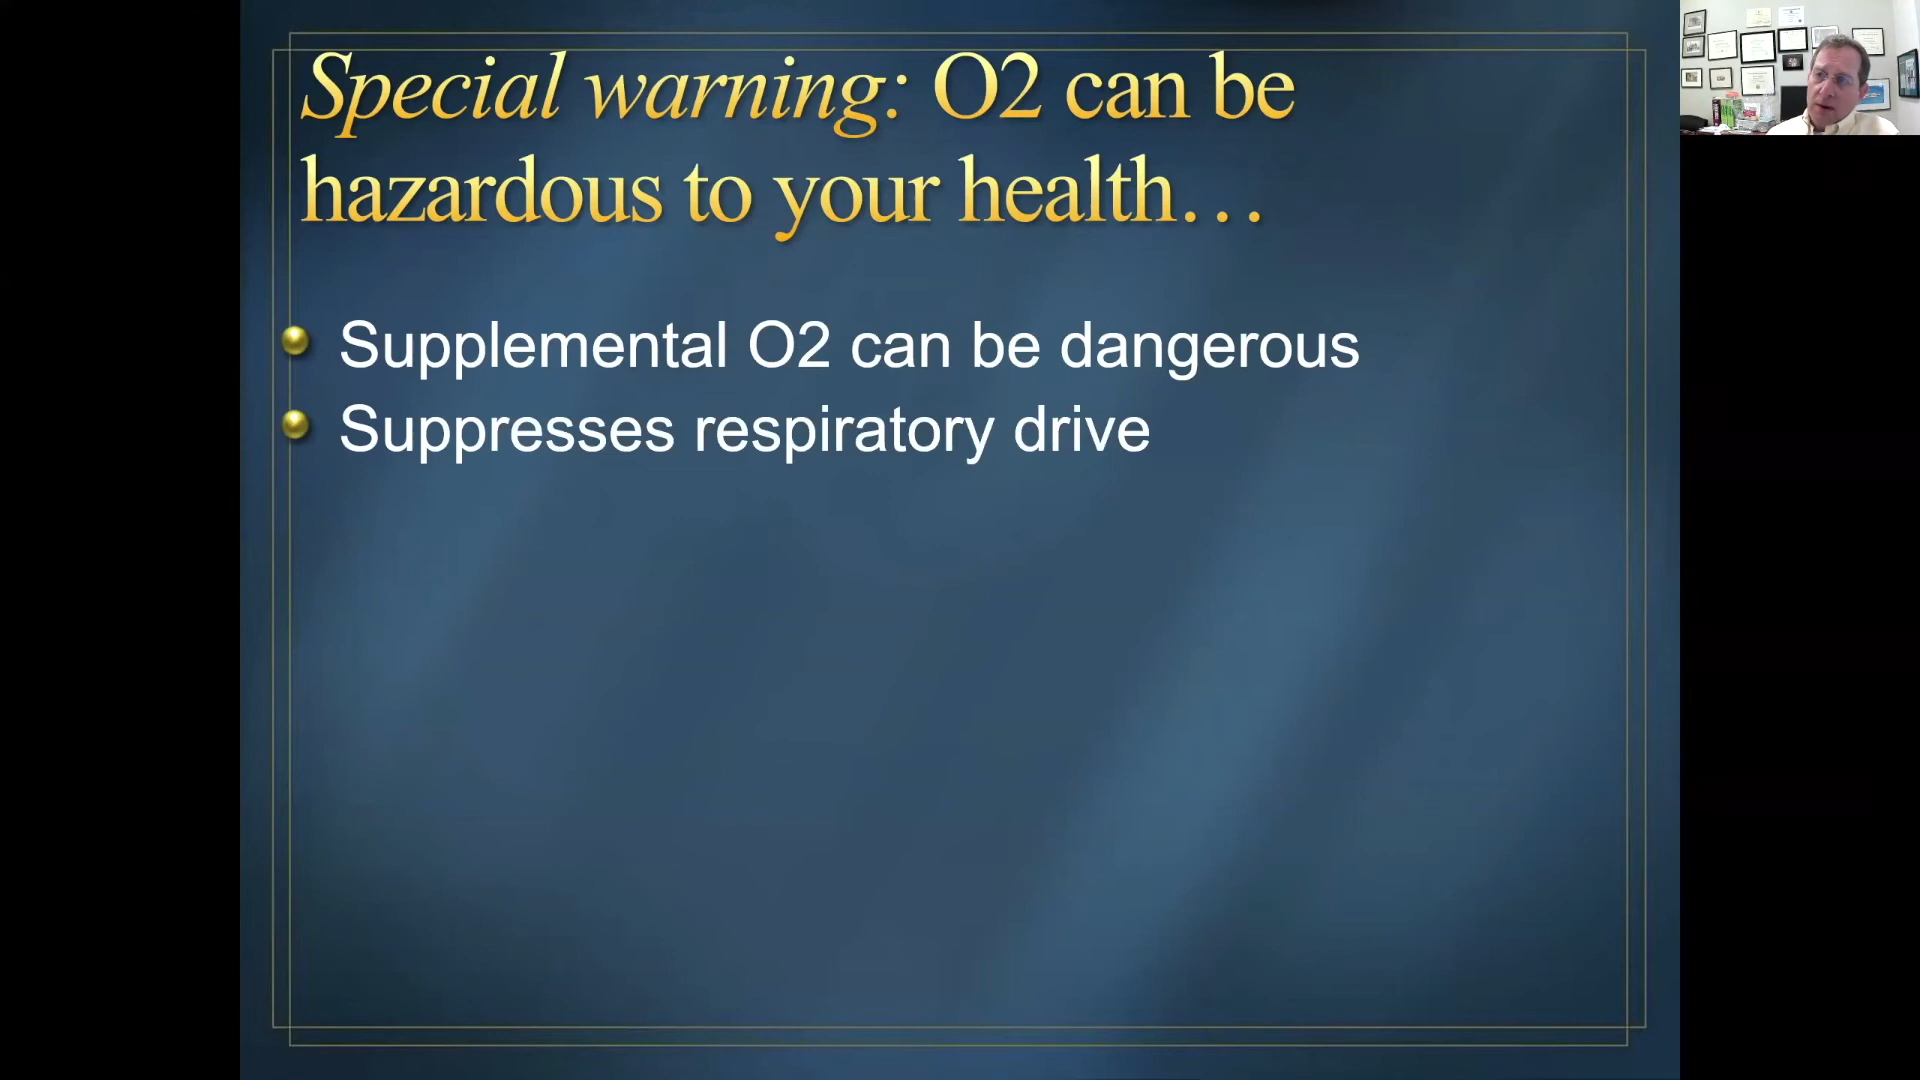 Special warning: O2 can be
hazardous to your health…
Supplemental O2 can be dangerous
Suppresses respiratory drive